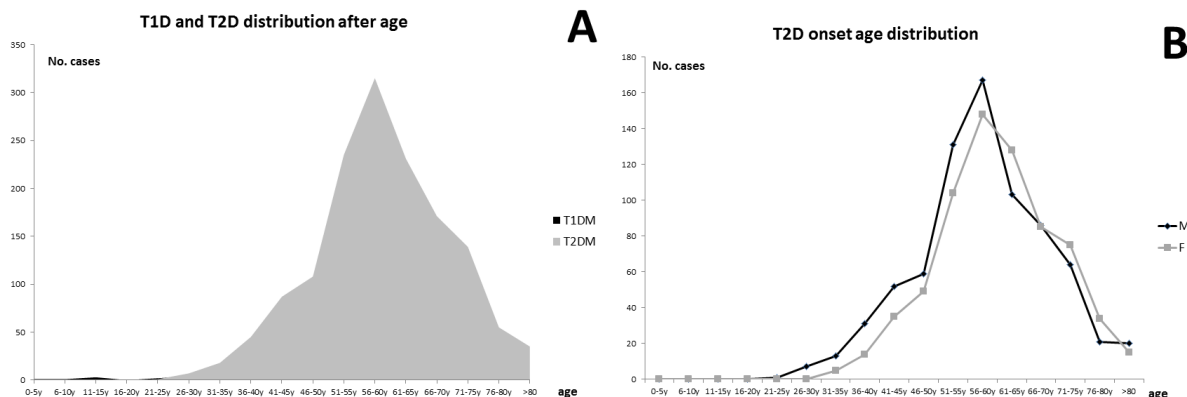 T1D and T2D distribution after age
A
No. cases
350
300
250
200
150
100
50
0
0-5y 6-10y 11-15y 16-20y 21-25y 26-30y 31-35y 36-40y 41-45y 46-50y 51-55y 56-60y 61-65y 66-70y 71-75y 76-80y >80
age
T1DM
T2DM
T2D onset age distribution
B
No. cases
180
160
140
120
100
80
60
40
20
0
0-5y 6-10y 11-15y 16-20y 21-25 26-30y 31-35y 36-40y 41-45y 46-50y 51-55y 56-60y 61-65y 66-70y 71-75y 76-80y >80
age
M
F